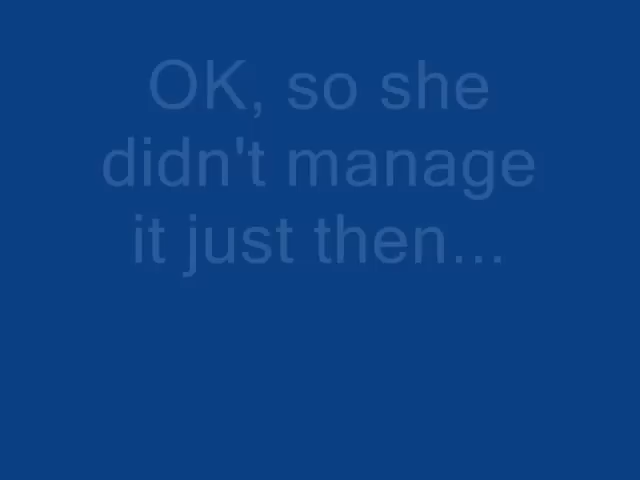 OK, so she
didn't manage
it just then...